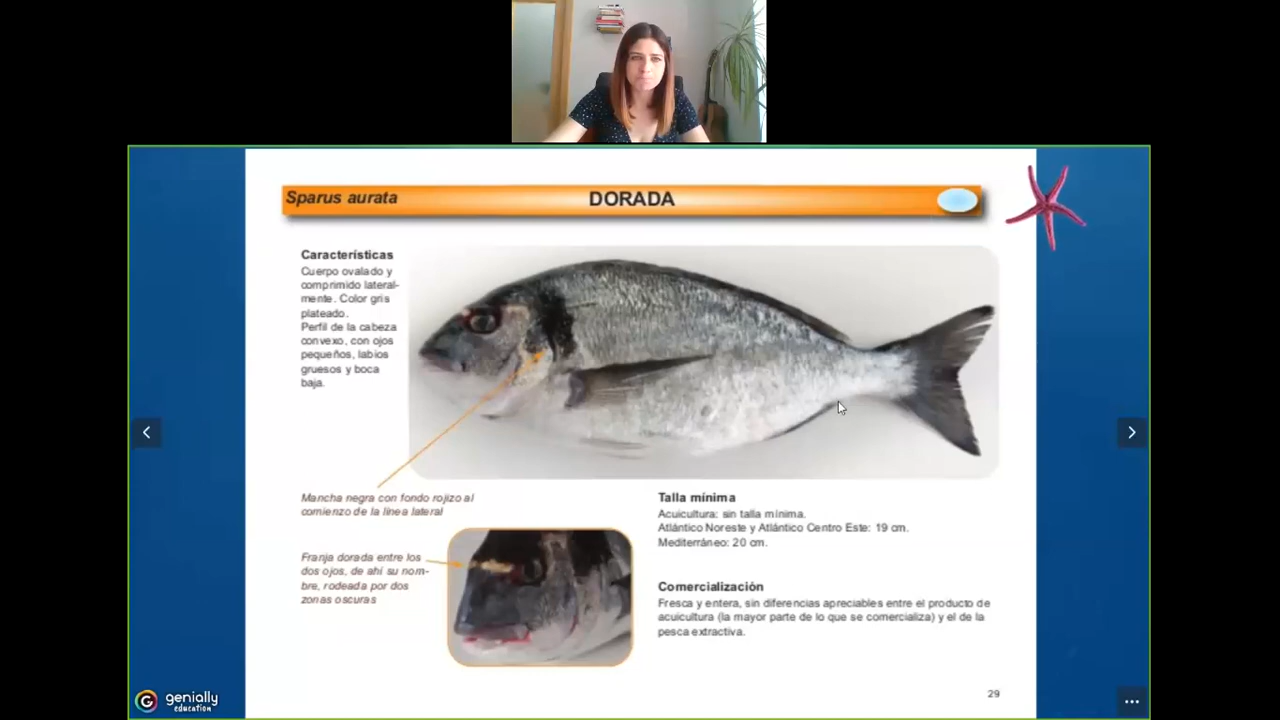 Sparus aurata
DORADA
Características
Cuerpo ovalado y
comprimido lateral-
mente. Color gris
plateado.
Perfil de la cabeza
convexo, con ojos
pequeños, labios
gruesos y boca
baja.
Mancha negra con fondo rojizo al
comienzo de la línea lateral
Franja dorada entre los
dos ojos, de ahí su nom-
bre, rodeada por dos
zonas oscuras
Talla mínima
Acuicultura: sin talla mínima.
Atlántico Noreste y Atlántico Centro Este: 19 cm.
Mediterráneo: 20 cm.
Comercialización
Fresca y entera, sin diferencias apreciables entre el producto de
acuicultura (la mayor parte de lo que se comercializa) y el de la
pesca extractiva.
29
genially
education